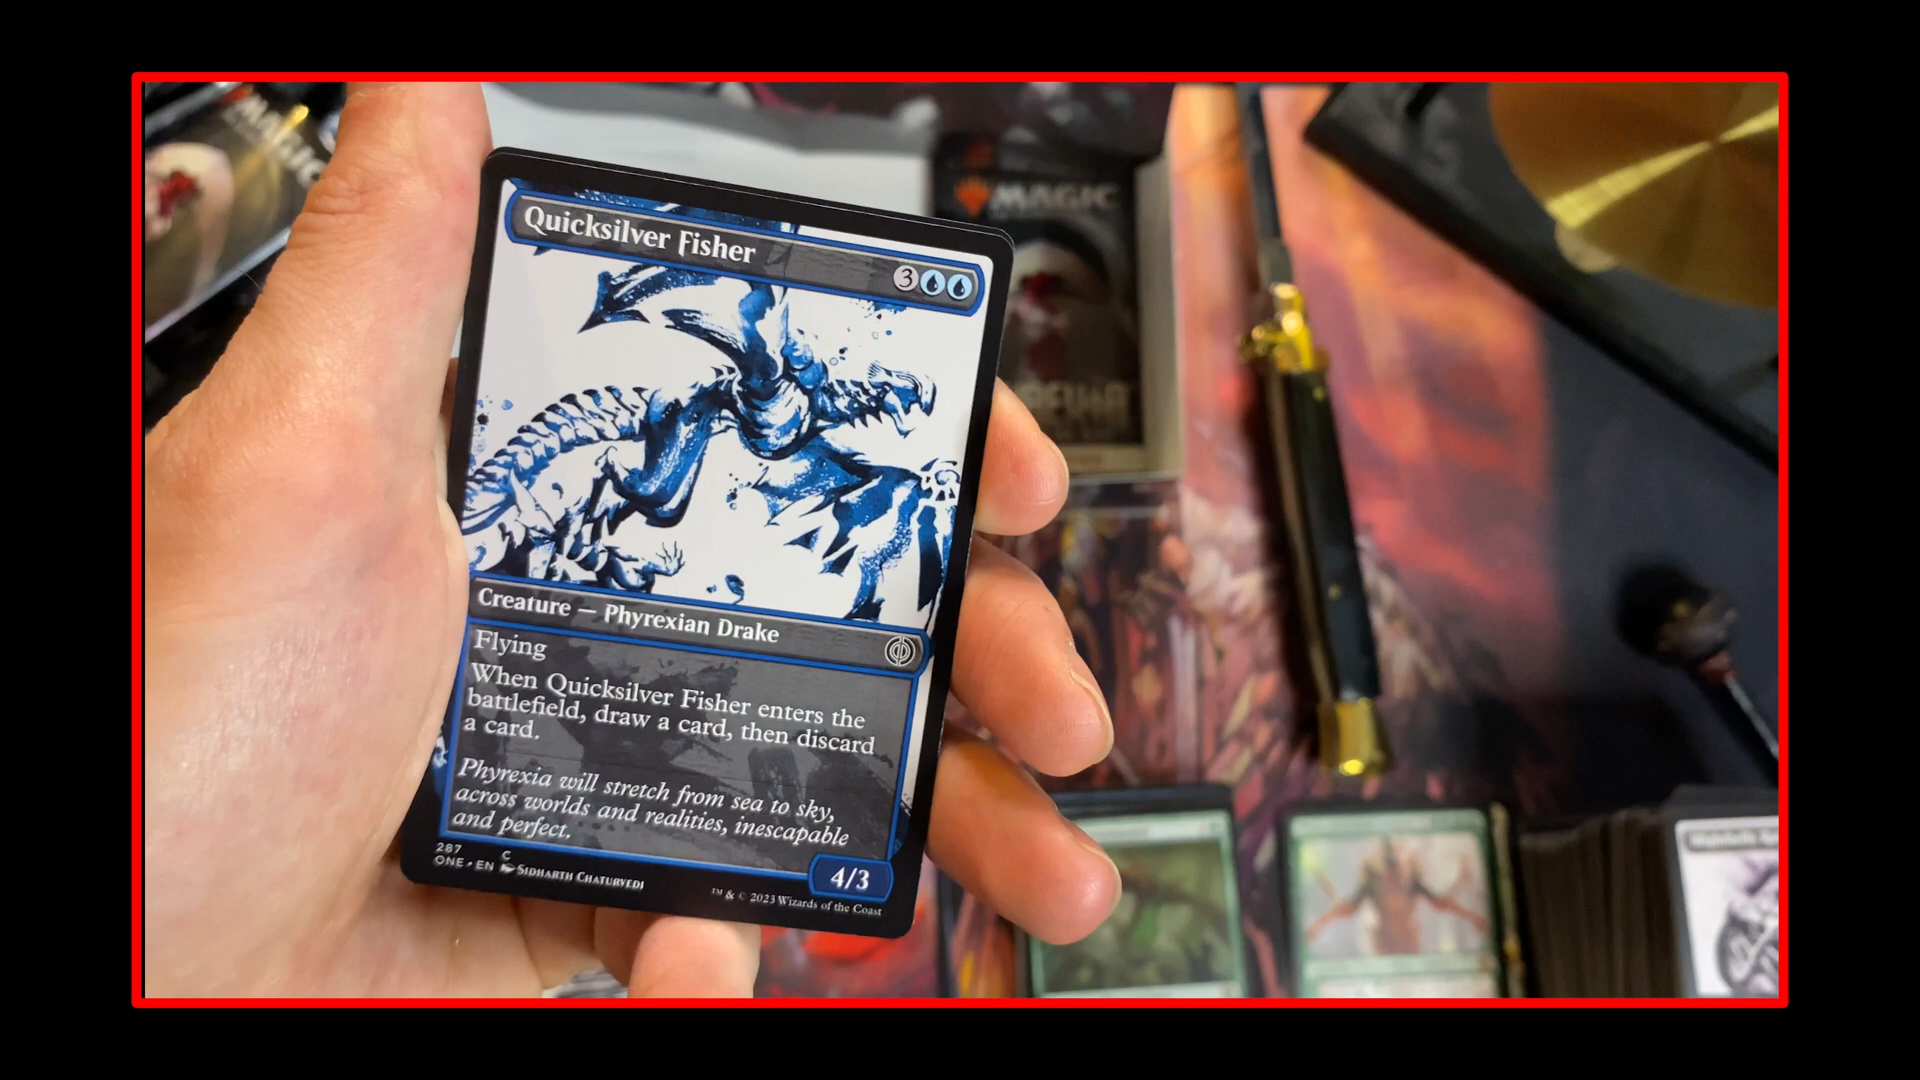 MAGIC
MAGIC
Quicksilver Fisher
3
Creature — Phyrexian Drake
Flying
When Quicksilver Fisher enters the
battlefield, draw a card, then discard
a card.
Phyrexia will stretch from sea to sky,
across worlds and realities, inescapable
and perfect.
4/3
287 C
ONE • EN SIDHARTH CHATURVEDI
™ & © 2023 Wizards of the Coast